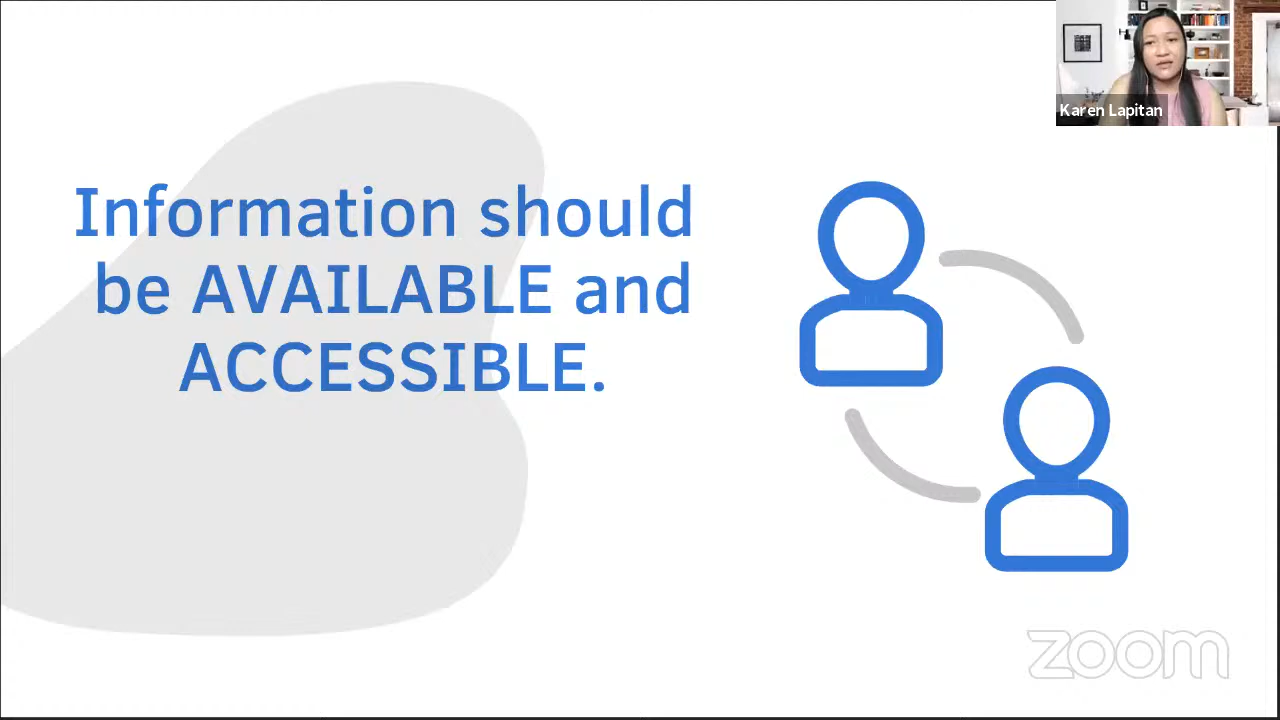 Karen Lapitan
Information should
be AVAILABLE and
ACCESSIBLE.
zoom